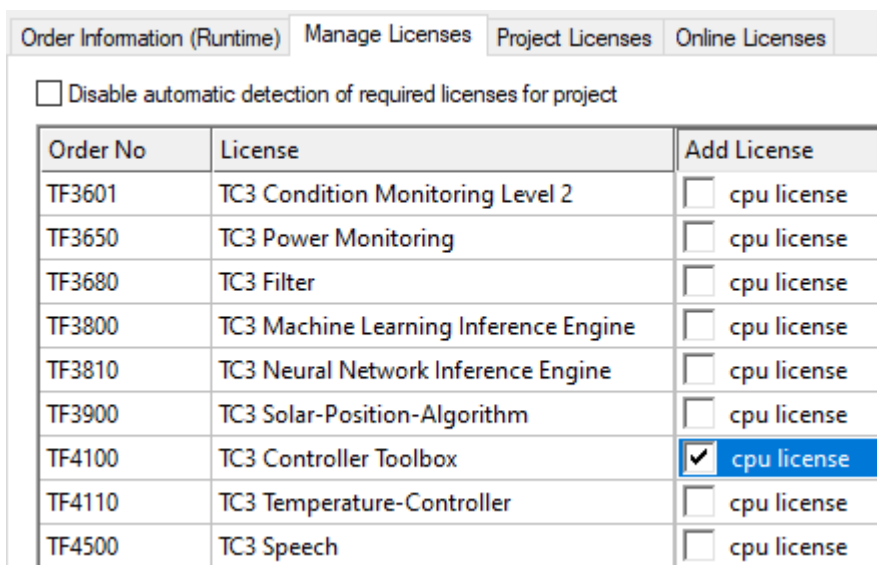 Order Information (Runtime) Manage Licenses Project Licenses Online Licenses
Disable automatic detection of required licenses for project
Order No License Add License
TF3601 TC3 Condition Monitoring Level 2 cpu license
TF3650 TC3 Power Monitoring cpu license
TF3680 TC3 Filter cpu license
TF3800 TC3 Machine Learning Inference Engine cpu license
TF3810 TC3 Neural Network Inference Engine cpu license
TF3900 TC3 Solar-Position-Algorithm cpu license
TF4100 TC3 Controller Toolbox cpu license
TF4110 TC3 Temperature-Controller cpu license
TF4500 TC3 Speech cpu license